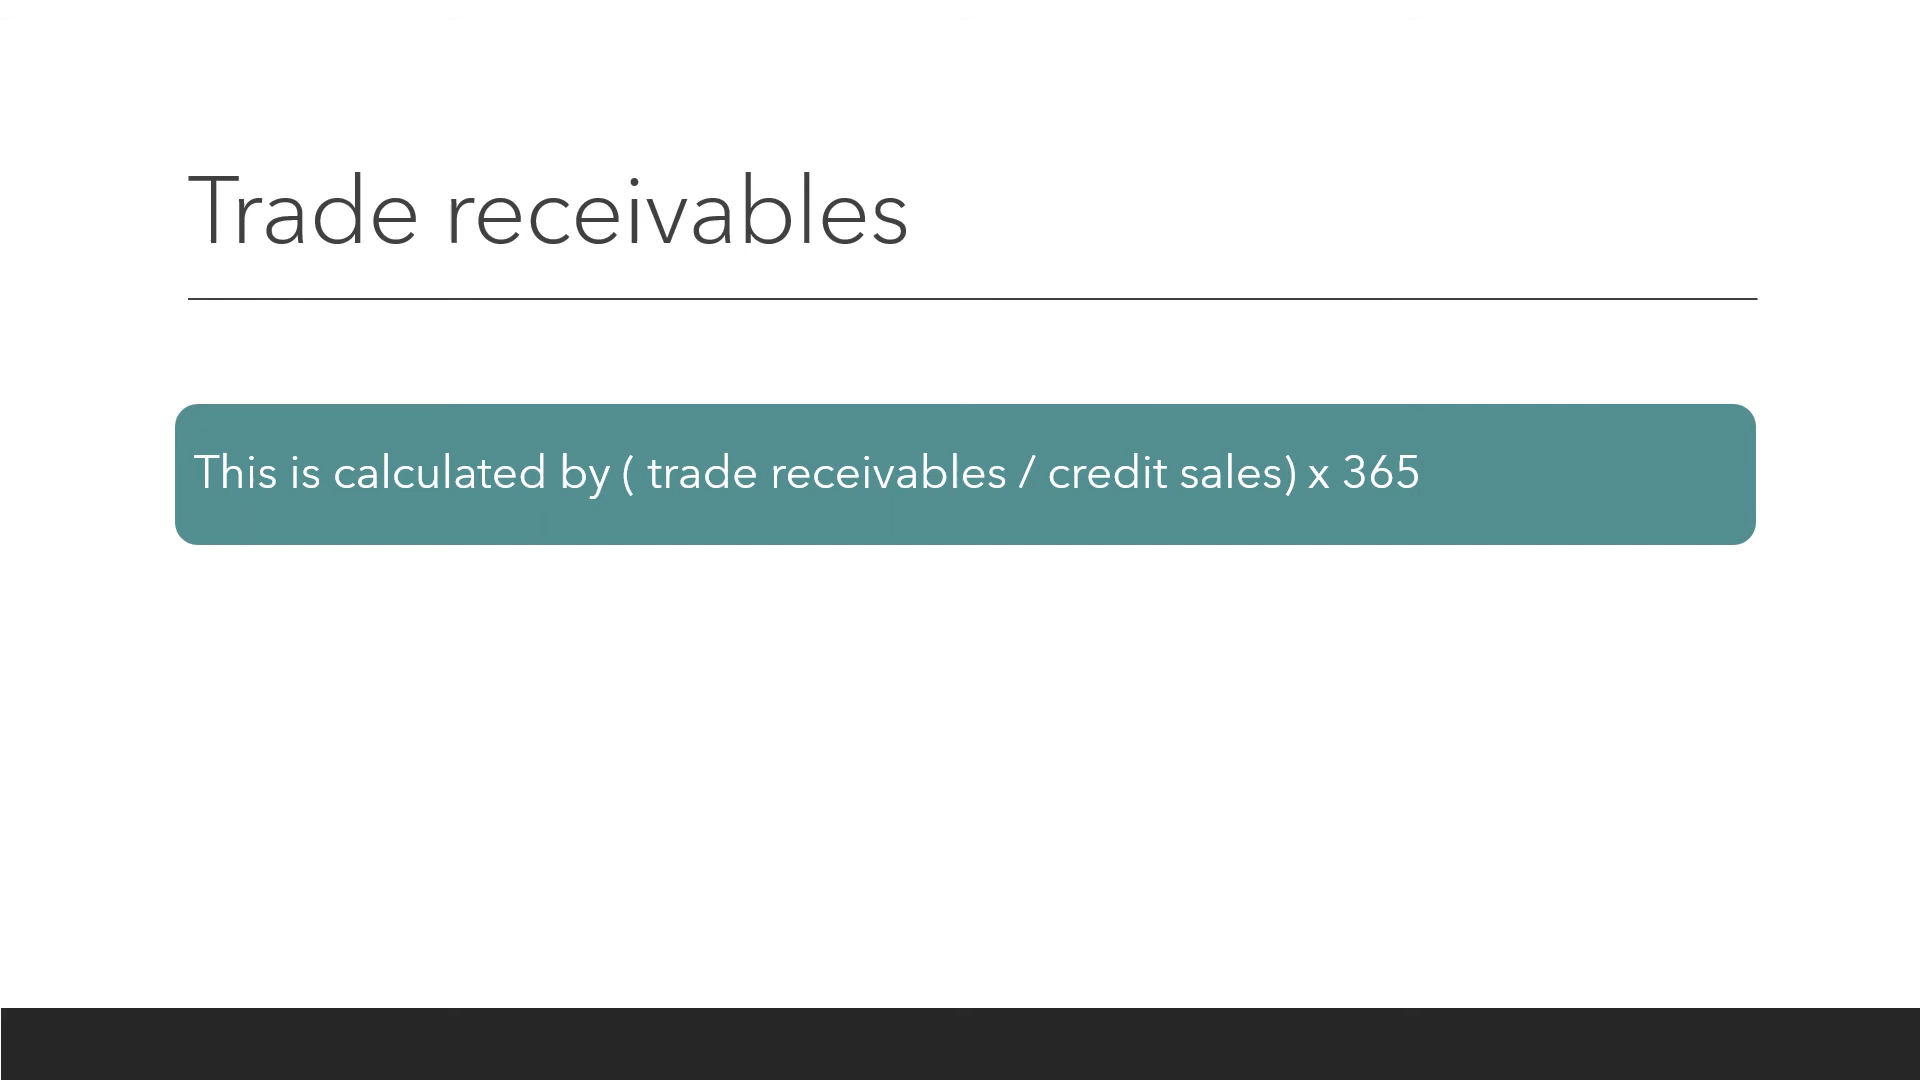 Trade receivables
This is calculated by ( trade receivables / credit sales) x 365